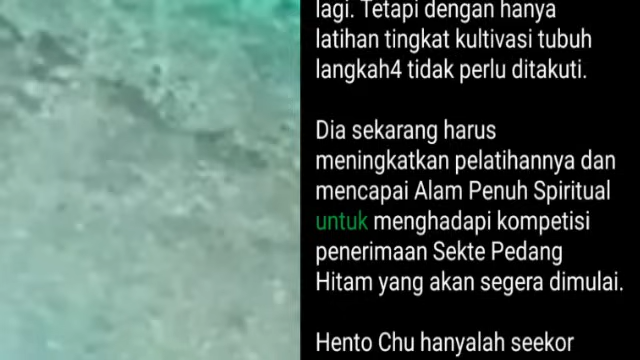 lagi. Tetapi dengan hanya
latihan tingkat kultivasi tubuh
langkah4 tidak perlu ditakuti.
Dia sekarang harus
meningkatkan pelatihannya dan
mencapai Alam Penuh Spiritual
untuk menghadapi kompetisi
penerimaan Sekte Pedang
Hitam yang akan segera dimulai.
Hento Chu hanyalah seekor